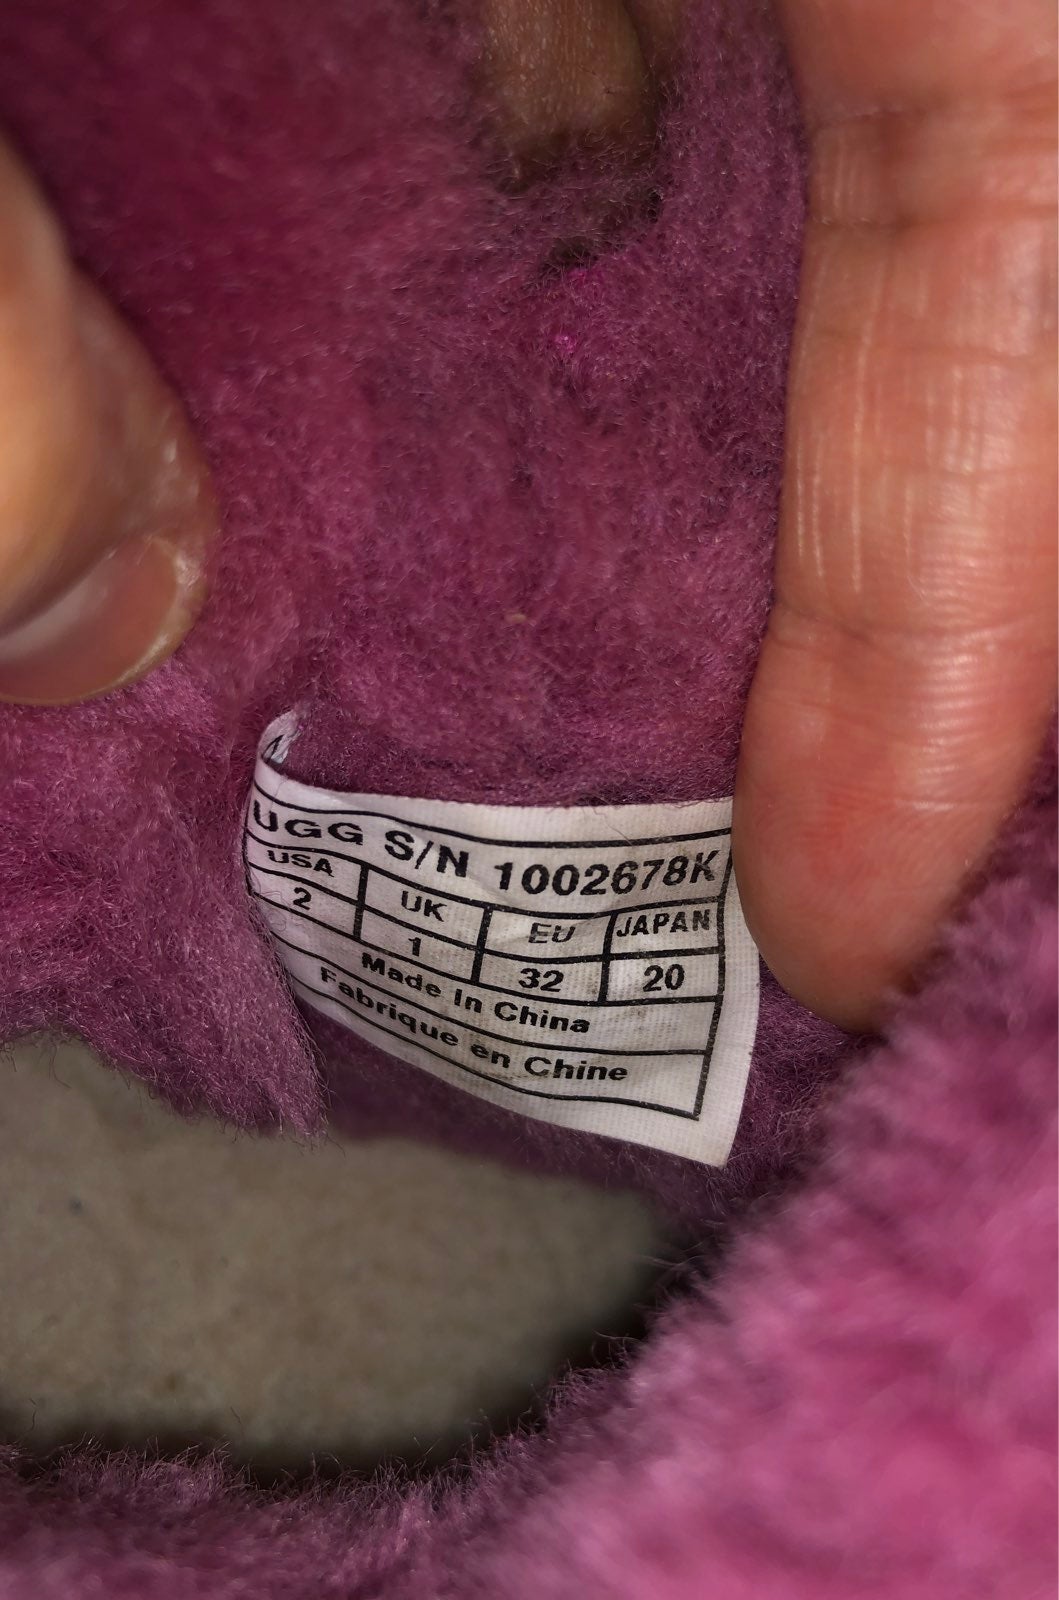 UGG S/N 1002678K
USA UK EU JAPAN
2 1 32 20
Made In China
Fabrique en Chine